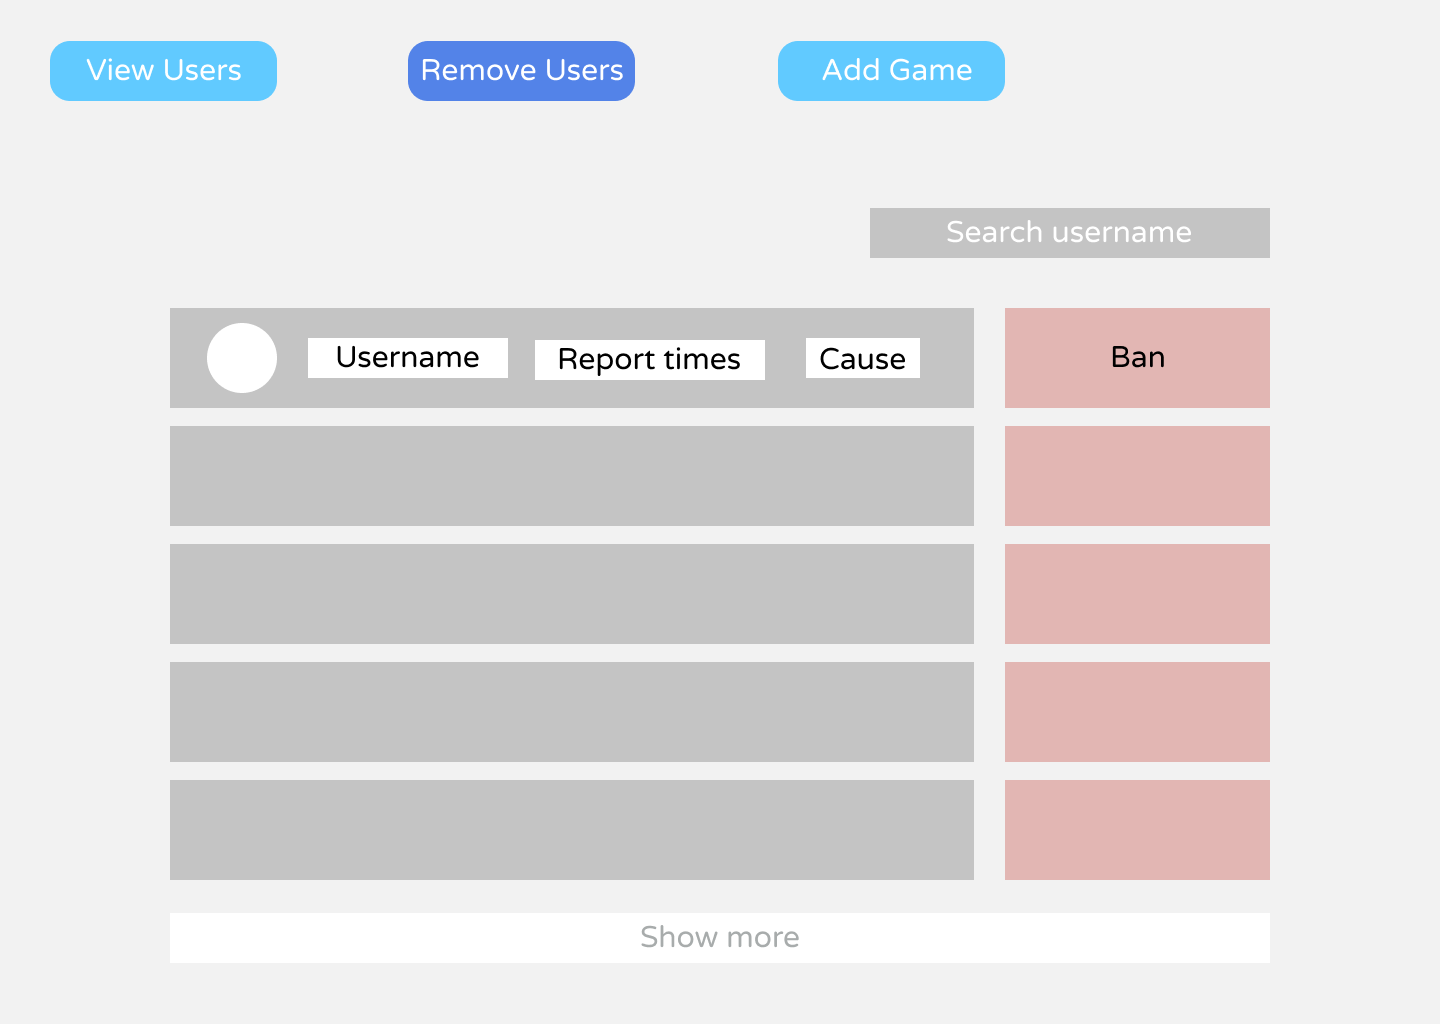 View Users
Remove Users
Add Game
Search username
Username
Report times
Cause
Ban
Show more